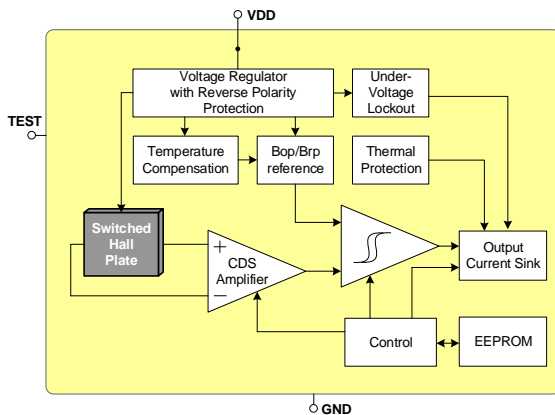 VDD
Voltage Regulator
with Reverse Polarity
Protection
Under-
Voltage
Lockout
TEST
Temperature
Compensation
Bop/Brp
reference
Thermal
Protection
Switched
Hall
Plate
+
CDS
Amplifier
−
Output
Current Sink
Control
EEPROM
GND